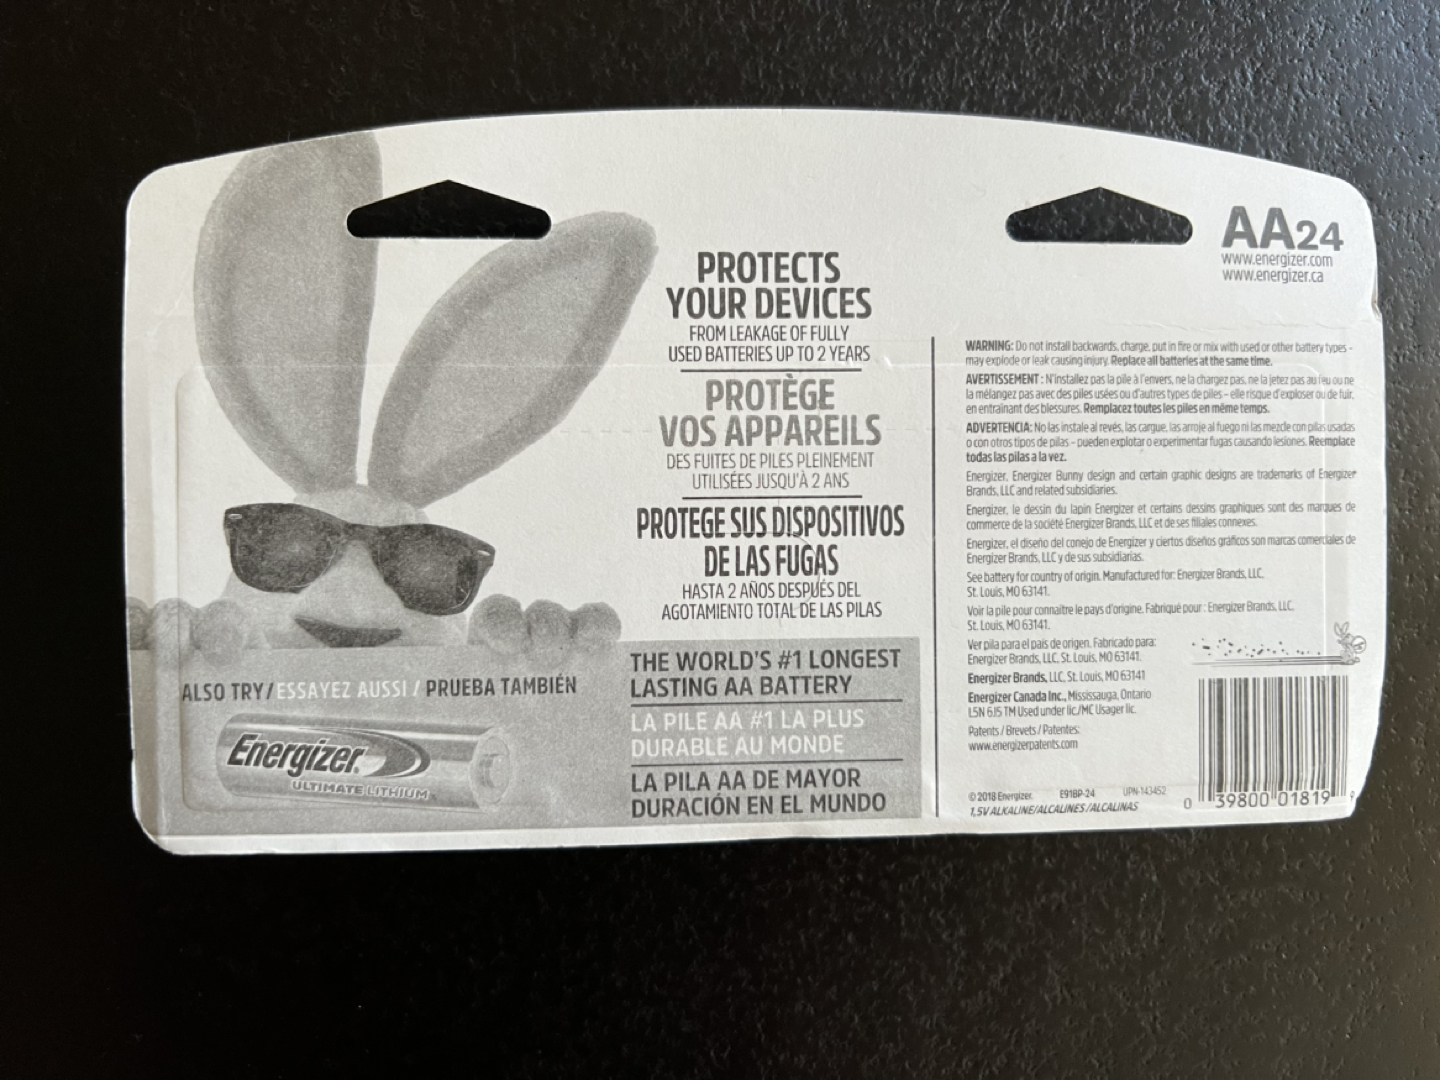 PROTECTS
YOUR DEVICES
FROM LEAKAGE OF FULLY
USED BATTERIES UP TO 2 YEARS
PROTÈGE
VOS APPAREILS
DES FUITES DE PILES PLEINEMENT
UTILISÉES JUSQU'À 2 ANS
PROTEGE SUS DISPOSITIVOS
DE LAS FUGAS
HASTA 2 AÑOS DESPUÉS DEL
AGOTAMIENTO TOTAL DE LAS PILAS
THE WORLD'S #1 LONGEST
LASTING AA BATTERY
LA PILE AA #1 LA PLUS
DURABLE AU MONDE
LA PILA AA DE MAYOR
DURACIÓN EN EL MUNDO
ALSO TRY / ESSAYEZ AUSSI / PRUEBA TAMBIÉN
Energizer
ULTIMATE LITHIUM
AA24
www.energizer.com
www.energizer.ca
WARNING: Do not install backwards, charge, put in fire or mix with used or other battery types -
may explode or leak causing injury. Replace all batteries at the same time.
AVERTISSEMENT : N'installez pas la pile à l'envers, ne la chargez pas, ne la jetez pas au feu ou ne
la mélangez pas avec des piles usées ou d'autres types de piles – elle risque d'exploser ou de fuir,
en entraînant des blessures. Remplacez toutes les piles en même temps.
ADVERTENCIA: No las instale al revés, las cargue, las arroje al fuego ni las mezcle con pilas usadas
o con otros tipos de pilas – pueden explotar o experimentar fugas causando lesiones. Reemplace
todas las pilas a la vez.
Energizer, Energizer Bunny design and certain graphic designs are trademarks of Energizer
Brands, LLC and related subsidiaries.
Energizer, le dessin du lapin Energizer et certains dessins graphiques sont des marques de
commerce de la société Energizer Brands, LLC et de ses filiales connexes.
Energizer, el diseño del conejo de Energizer y ciertos diseños gráficos son marcas comerciales de
Energizer Brands, LLC y de sus subsidiarias.
See battery for country of origin. Manufactured for: Energizer Brands, LLC,
St. Louis, MO 63141.
Voir la pile pour connaître le pays d'origine. Fabriqué pour : Energizer Brands, LLC.
St. Louis, MO 63141.
Ver pila para el país de origen. Fabricado para:
Energizer Brands, LLC, St. Louis, MO 63141.
Energizer Brands, LLC, St. Louis, MO 63141
Energizer Canada Inc., Mississauga, Ontario
L5N 6J5 TM Used under lic./MC Usager lic.
Patents / Brevets / Patentes:
www.energizerpatents.com
© 2018 Energizer. E91BP-24 UPN-143452
1,5V ALKALINE/ALCALINES/ALCALINAS
0 39800 01819 9